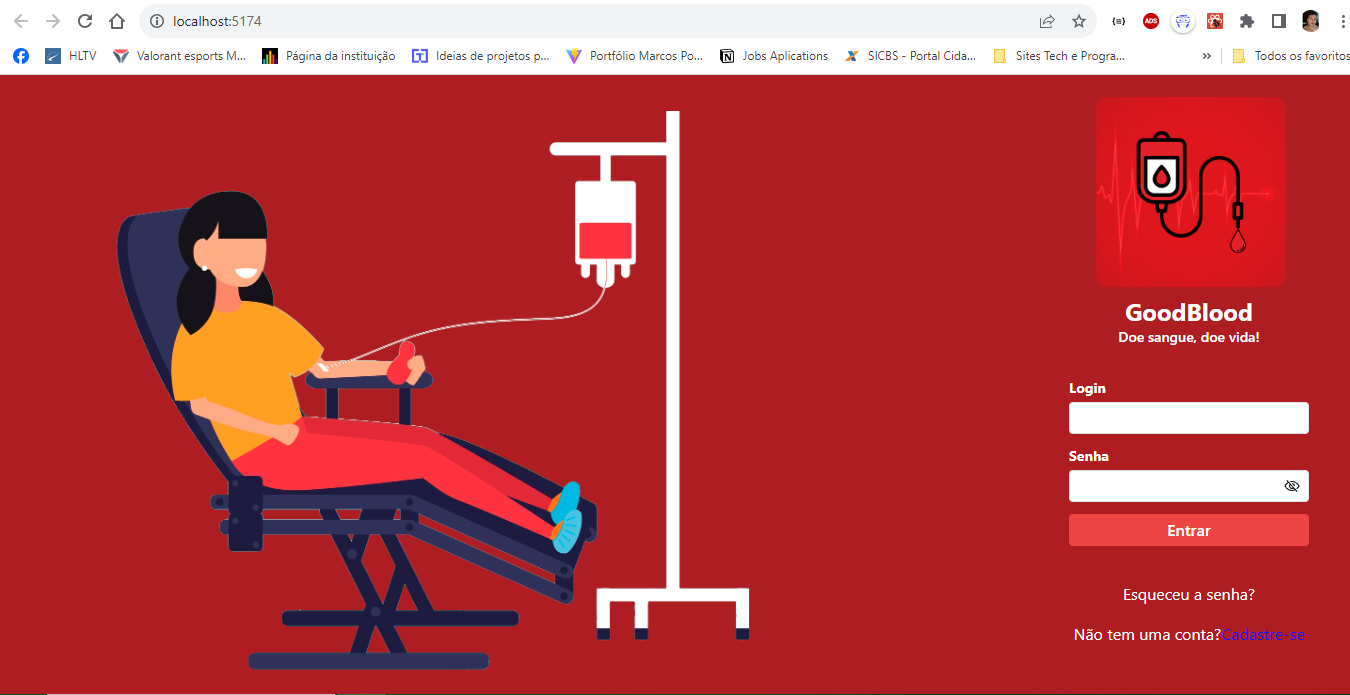 localhost:5174
{≡}
ADS
HLTV
Valorant esports M...
Página da instituição
Ideias de projetos p...
Portfólio Marcos Po...
Jobs Aplications
SICBS - Portal Cida...
Sites Tech e Progra...
»
Todos os favoritos
GoodBlood
Doe sangue, doe vida!
Login
Senha
Entrar
Esqueceu a senha?
Não tem uma conta?Cadastre-se